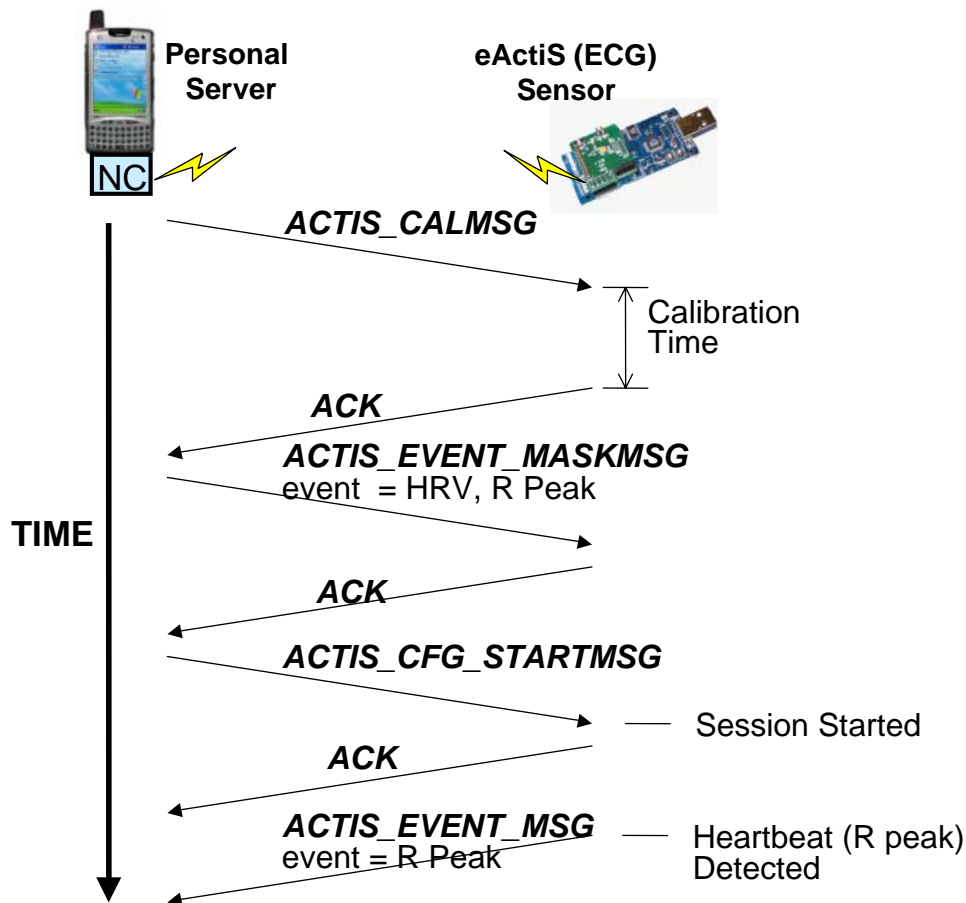 Personal
Server
eActiS (ECG)
Sensor
NC
ACTIS_CALMSG
Calibration
Time
ACK
ACTIS_EVENT_MASKMSG
event = HRV, R Peak
TIME
ACK
ACTIS_CFG_STARTMSG
Session Started
ACK
ACTIS_EVENT_MSG
event = R Peak
Heartbeat (R peak)
Detected